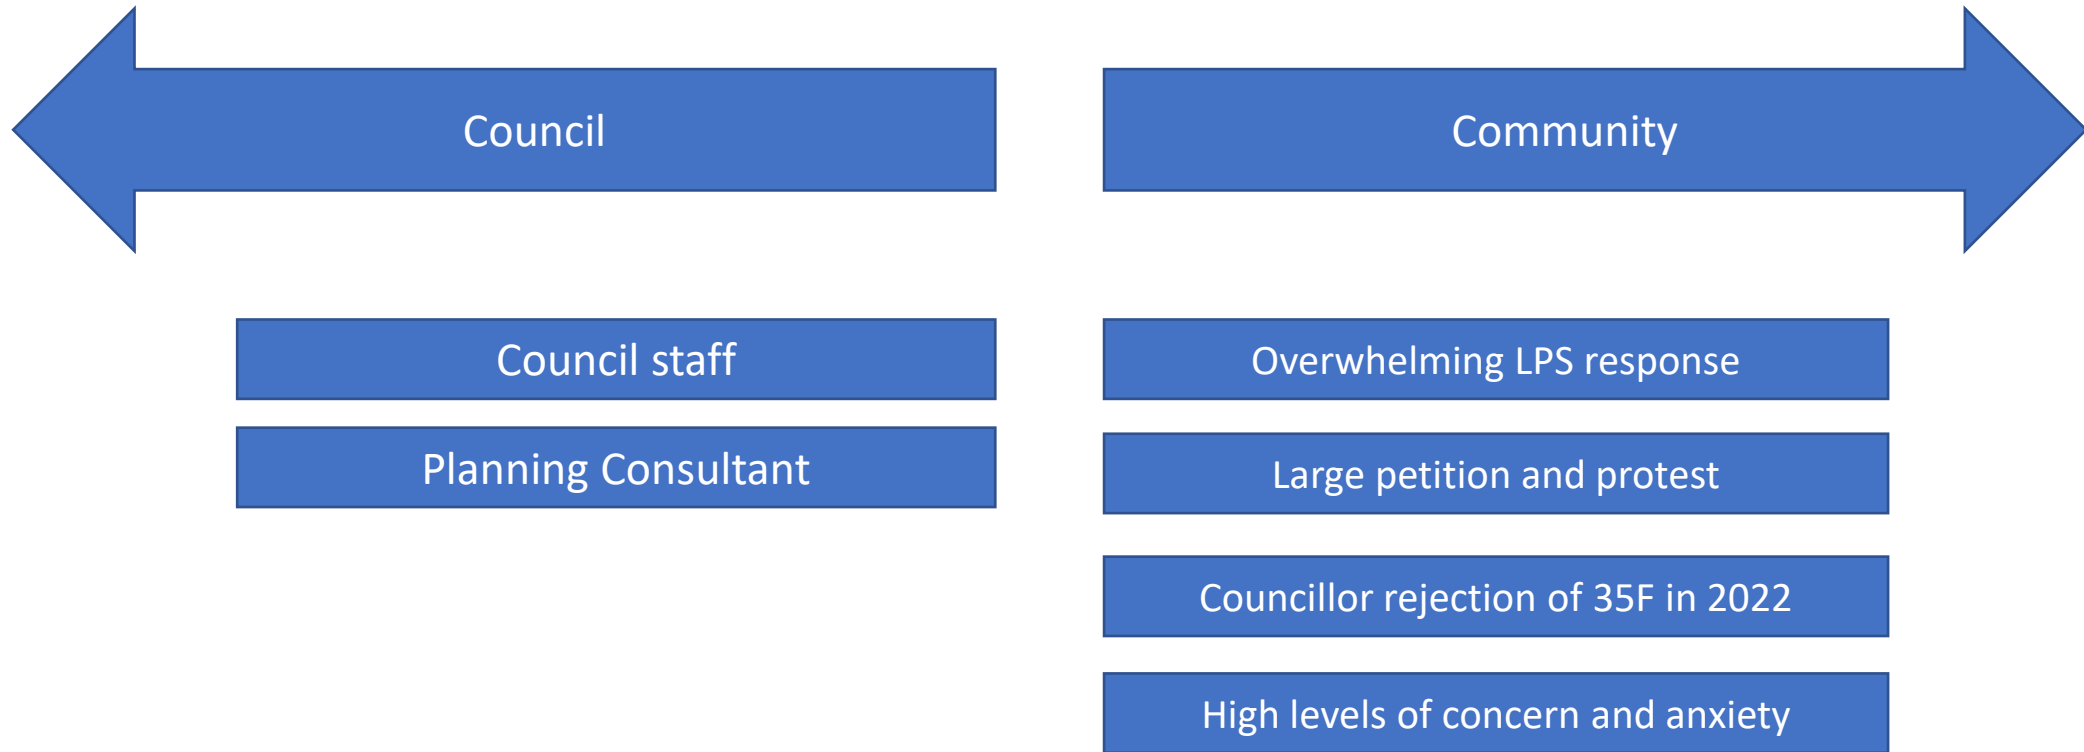 Council
Community
Council staff
Planning Consultant
Overwhelming LPS response
Large petition and protest
Councillor rejection of 35F in 2022
High levels of concern and anxiety